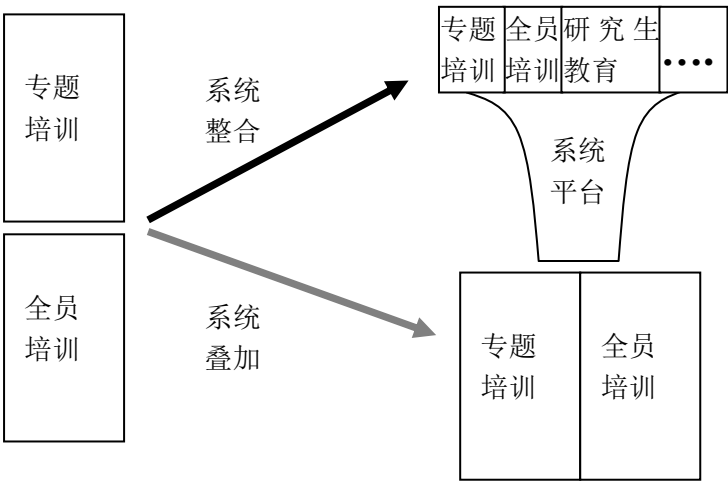 专题
培训
全员
培训
系统
整合
系统
叠加
专题 全员 研究生
培训 培训 教育 ····
系统
平台
专题 全员
培训 培训